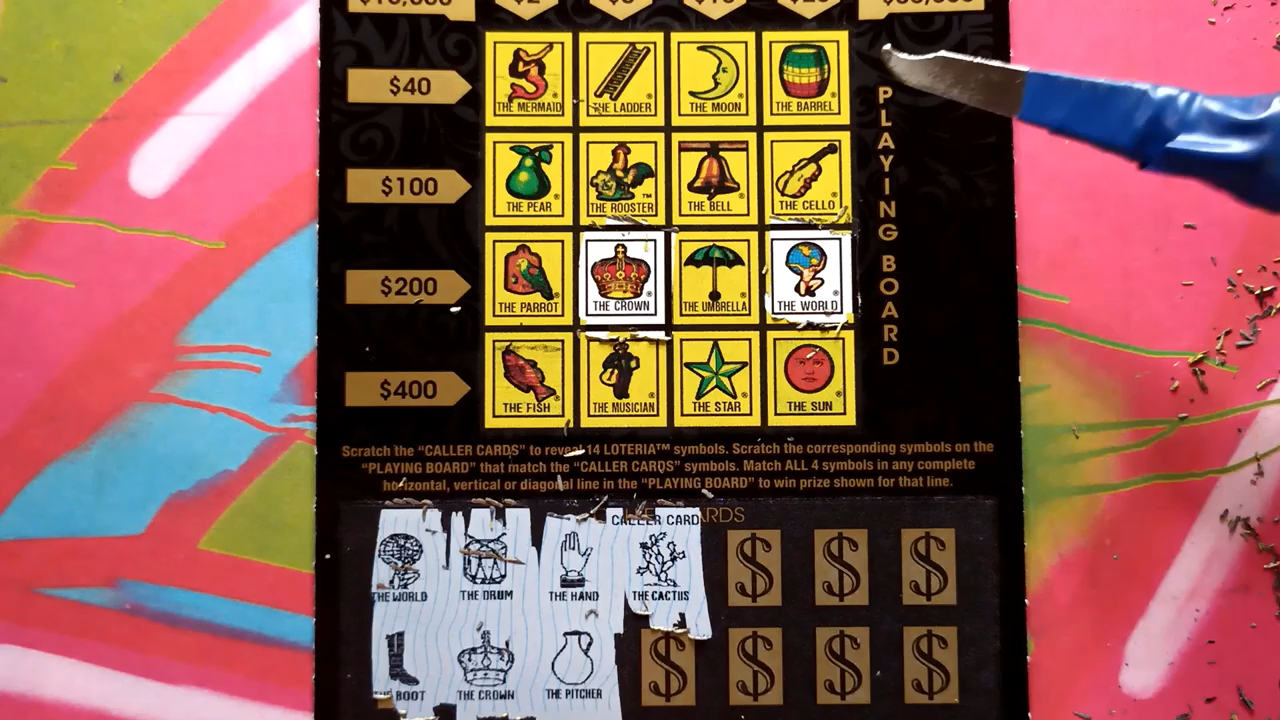 $40
THE MERMAID THE LADDER THE MOON THE BARREL
$100
THE PEAR THE ROOSTER THE BELL THE CELLO
$200
THE PARROT THE CROWN THE UMBRELLA THE WORLD
$400
THE FISH THE MUSICIAN THE STAR THE SUN
PLAYING BOARD
Scratch the “CALLER CARDS” to reveal 14 LOTERIA™ symbols. Scratch the corresponding symbols on the
“PLAYING BOARD” that match the “CALLER CARDS” symbols. Match ALL 4 symbols in any complete
horizontal, vertical or diagonal line in the “PLAYING BOARD” to win prize shown for that line.
CALLER CARD
THE WORLD THE DRUM THE HAND THE CACTUS $ $ $
THE BOOT THE CROWN THE PITCHER $ $ $ $